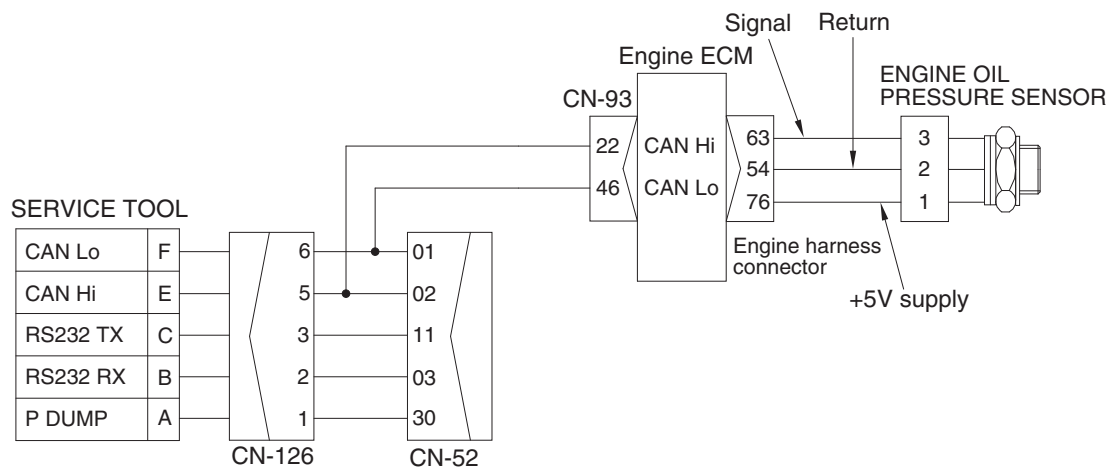 Signal Return
Engine ECM
ENGINE OIL
PRESSURE SENSOR
CN-93
22 CAN Hi 63 3
54 2
46 CAN Lo
76 1
Engine harness
connector
+5V supply
SERVICE TOOL
CAN Lo F 6 01
CAN Hi E 5 02
RS232 TX C 3 11
RS232 RX B 2 03
P DUMP A 1 30
CN-126 CN-52